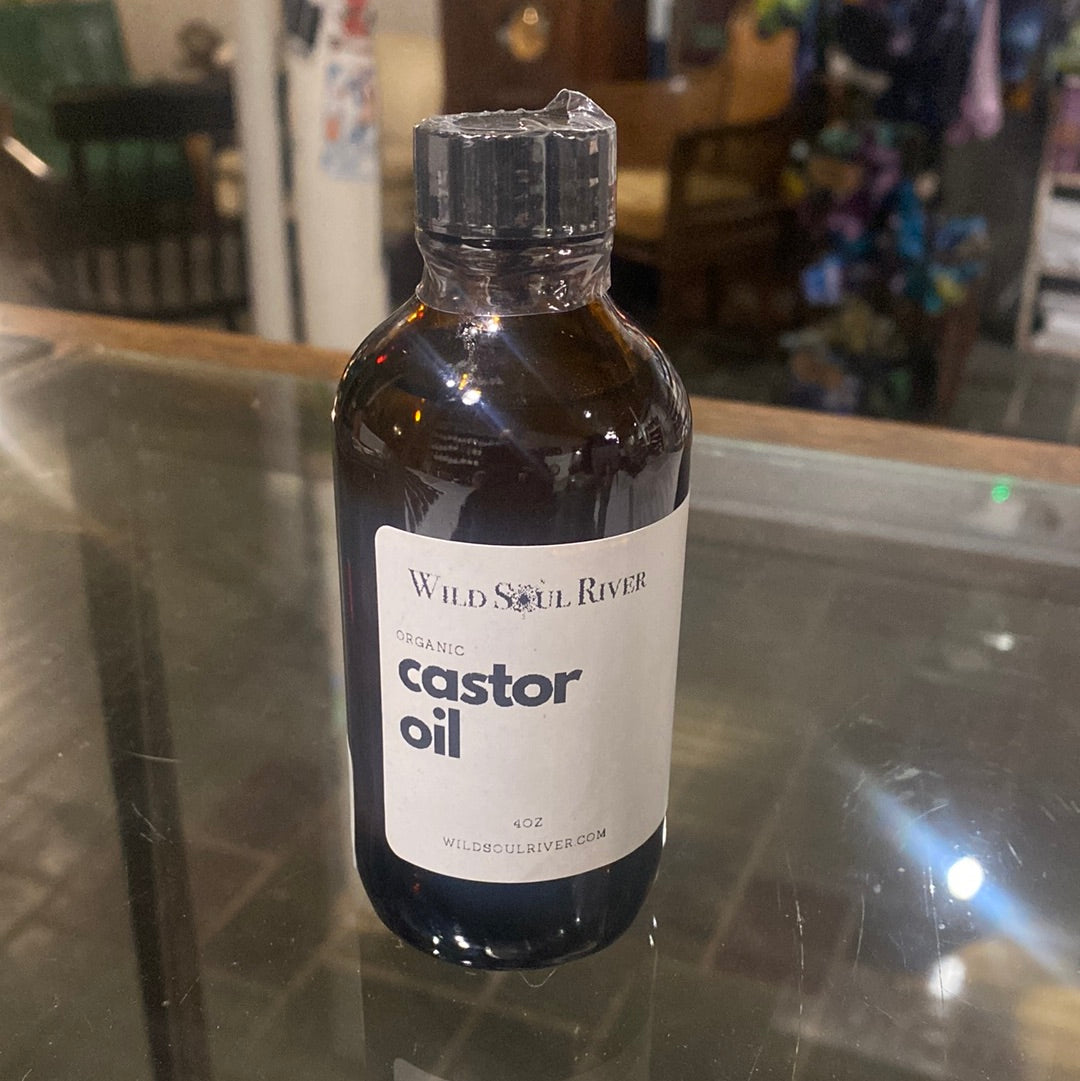 WILD SOUL RIVER
ORGANIC
castor
oil
4OZ
WILDSOULRIVER.COM